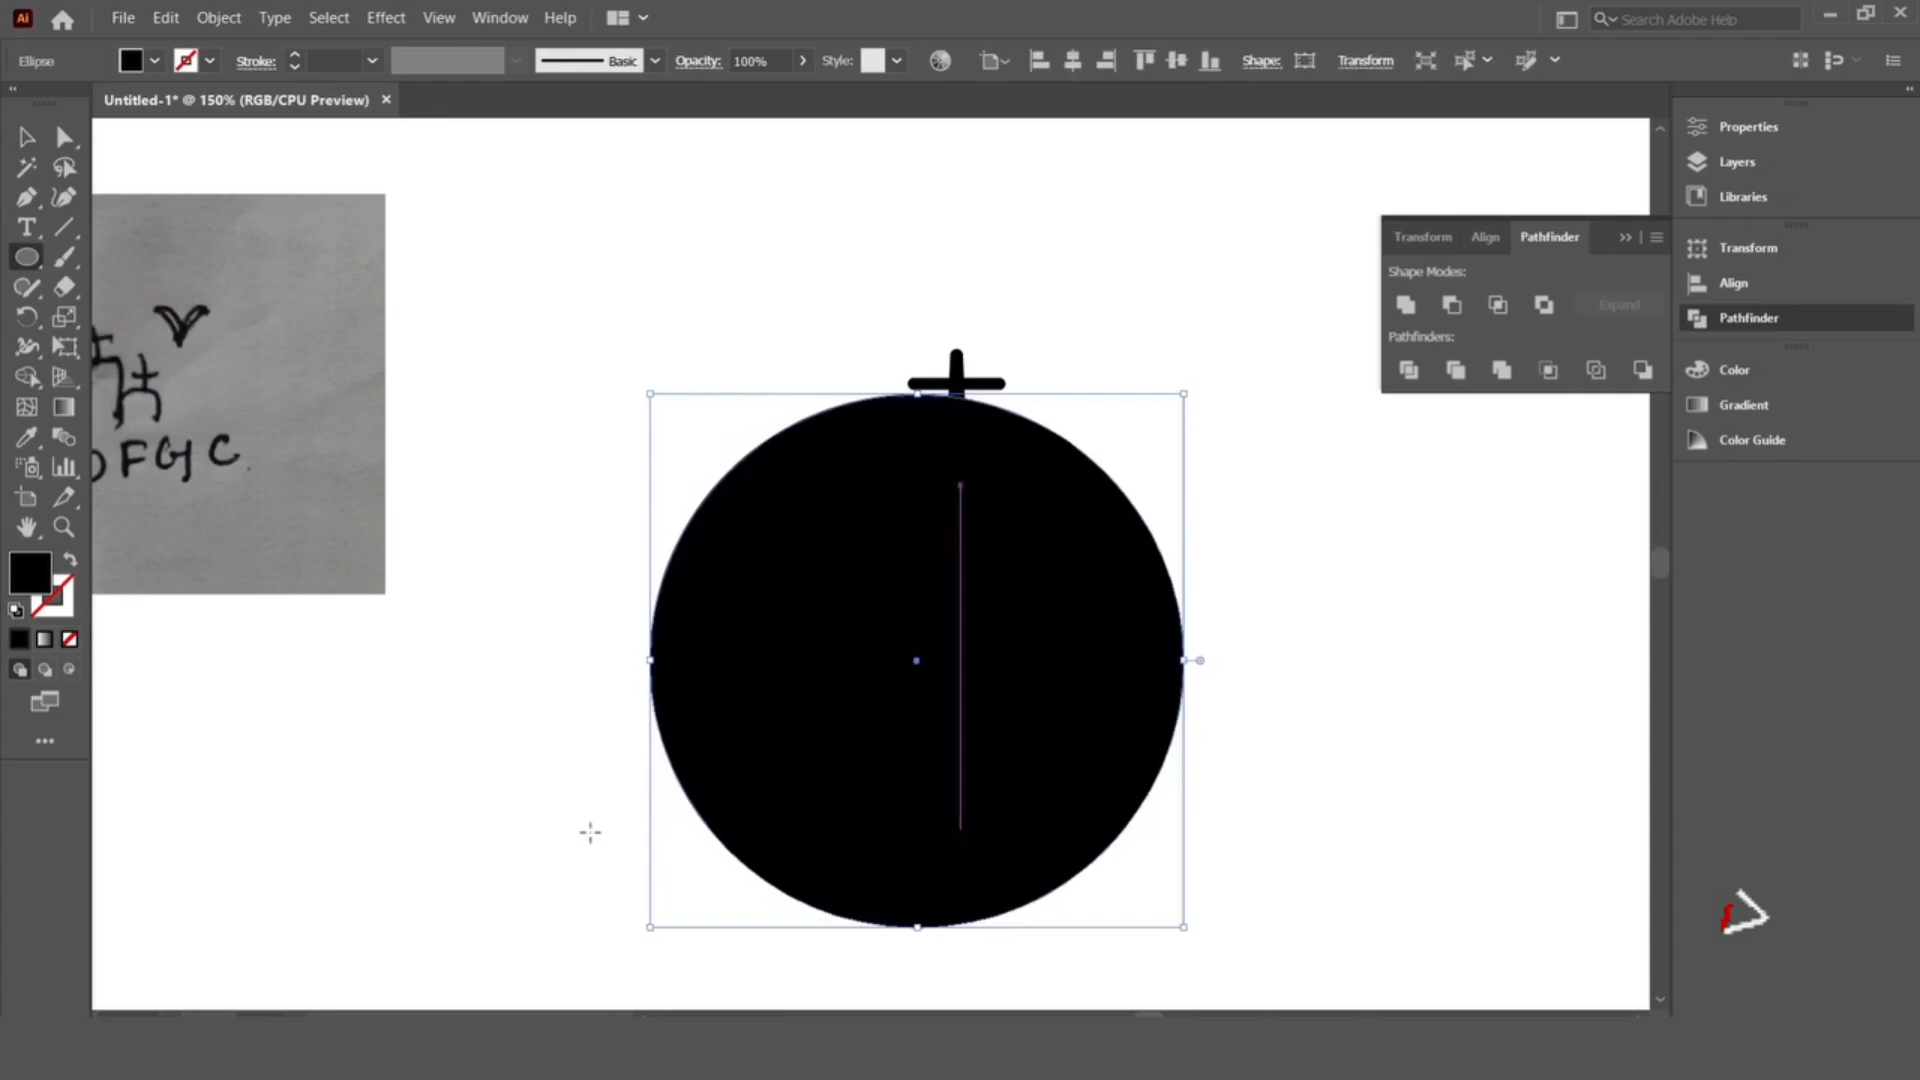 Ai File Edit Object Type Select Effect View Window Help Search Adobe Help
Ellipse Stroke: Basic Opacity: 100% Style: Shape: Transform
Untitled-1* @ 150% (RGB/CPU Preview) ×
Transform Align Pathfinder
Shape Modes:
Expand
Pathfinders:
Properties
Layers
Libraries
Transform
Align
Pathfinder
Color
Gradient
Color Guide
F G C